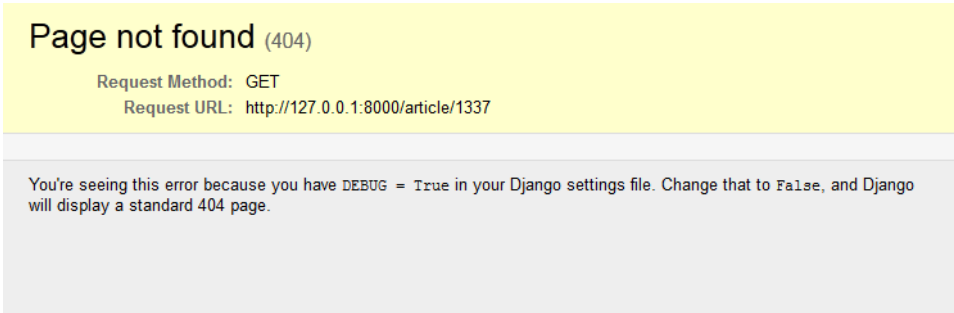 Page not found (404)
Request Method: GET
Request URL: http://127.0.0.1:8000/article/1337
You're seeing this error because you have DEBUG = True in your Django settings file. Change that to False, and Django
will display a standard 404 page.